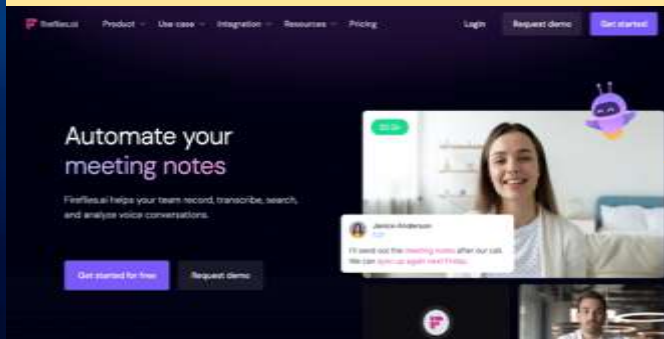 fireflies.ai Product Use case Integration Resources Pricing Login Request demo Get started
Automate your
meeting notes
Fireflies.ai helps your team record, transcribe, search,
and analyze voice conversations.
Get started for free Request demo
Janice Anderson
I'll send out the meeting notes after our call.
We can sync up again next Friday.